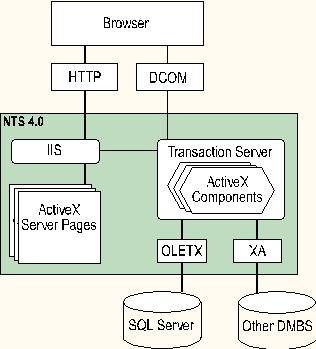 Browser
HTTP
DCOM
NTS 4.0
IIS
Transaction Server
ActiveX
Components
ActiveX
Server Pages
OLETX
XA
SQL Server
Other DMBS